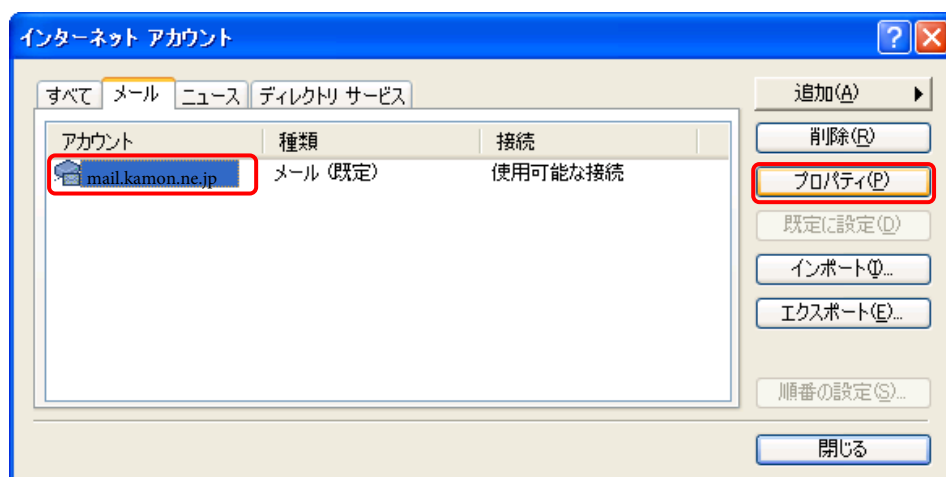 インターネット アカウント
すべて メール ニュース ディレクトリ サービス
アカウント 種類 接続
mail.kamon.ne.jp メール (既定) 使用可能な接続
追加(A)
削除(R)
プロパティ(P)
既定に設定(D)
インポート(I)...
エクスポート(E)...
順番の設定(S)...
閉じる